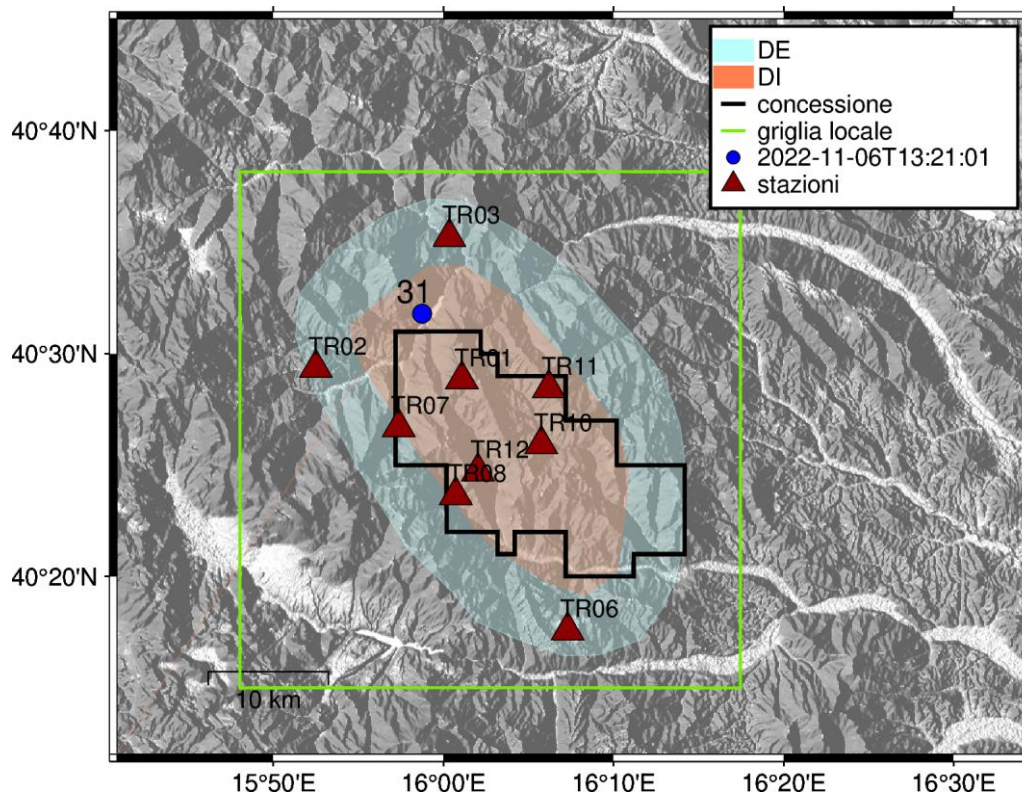 DE
DI
concessione
griglia locale
2022-11-06T13:21:01
stazioni
40°40'N
TR03
31
40°30'N
TR02
TR01
TR11
TR07
TR10
TR12
TR08
40°20'N
TR06
10 km
15°50'E
16°00'E
16°10'E
16°20'E
16°30'E